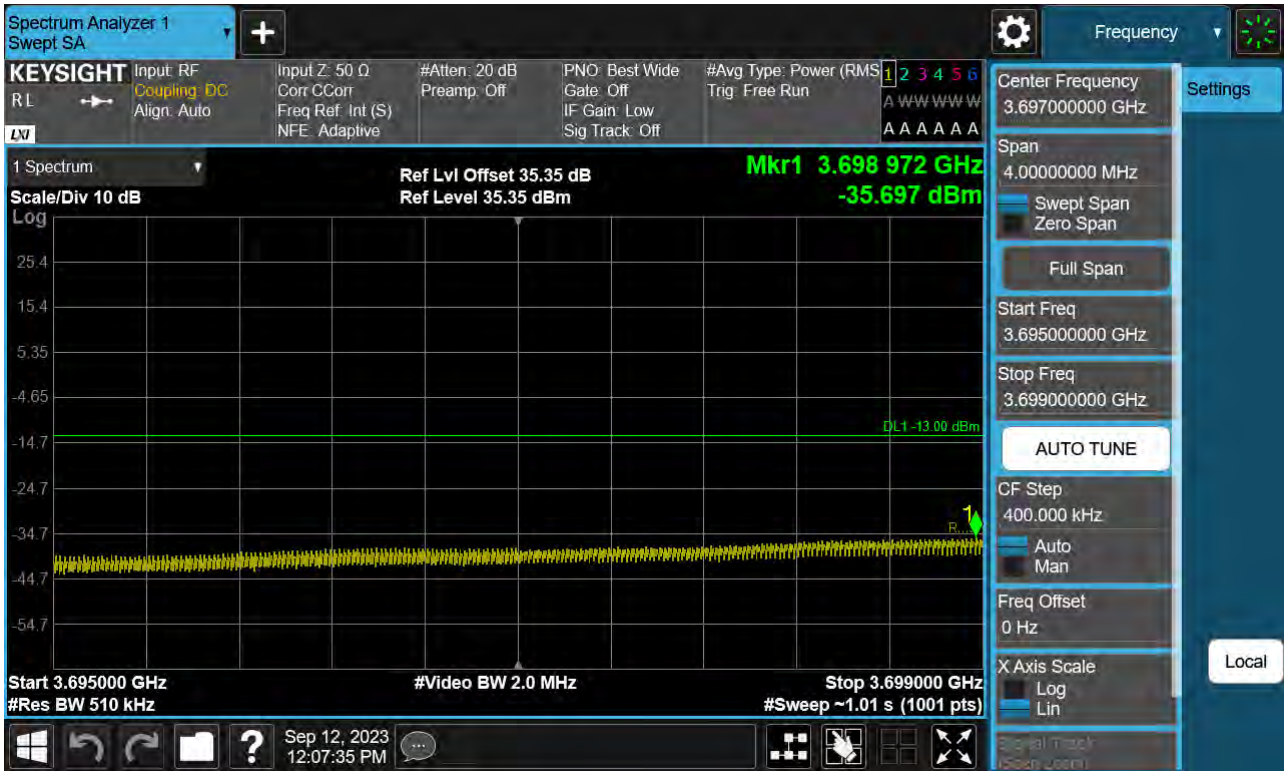 Spectrum Analyzer 1
Swept SA
+
Frequency
KEYSIGHT
RL
LXI
Input: RF
Coupling: DC
Align: Auto
Input Z: 50 Ω
Corr CCorr
Freq Ref: Int (S)
NFE: Adaptive
#Atten: 20 dB
Preamp: Off
PNO: Best Wide
Gate: Off
IF Gain: Low
Sig Track: Off
#Avg Type: Power (RMS
Trig: Free Run
1 2 3 4 5 6
A W W W W W
A A A A A A
1 Spectrum
Scale/Div 10 dB
Log
Ref Lvl Offset 35.35 dB
Ref Level 35.35 dBm
Mkr1 3.698 972 GHz
-35.697 dBm
25.4
15.4
5.35
-4.65
DL1 -13.00 dBm
-14.7
-24.7
1
R...
-34.7
-44.7
-54.7
Start 3.695000 GHz
#Video BW 2.0 MHz
Stop 3.699000 GHz
#Res BW 510 kHz
#Sweep ~1.01 s (1001 pts)
Center Frequency
3.697000000 GHz
Span
4.00000000 MHz
Swept Span
Zero Span
Full Span
Start Freq
3.695000000 GHz
Stop Freq
3.699000000 GHz
AUTO TUNE
CF Step
400.000 kHz
Auto
Man
Freq Offset
0 Hz
X Axis Scale
Log
Lin
Signal Track
(Span Zoom)
Settings
Local
?
Sep 12, 2023
12:07:35 PM